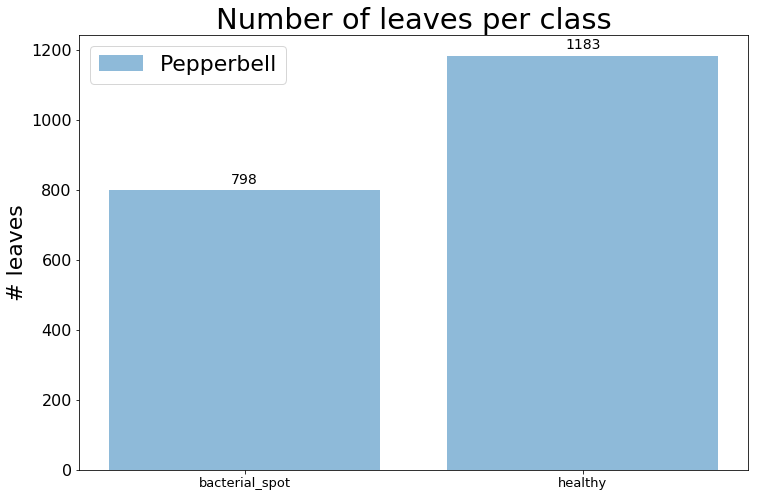 Number of leaves per class
Pepperbell
# leaves
1200
1000
800
600
400
200
0
798
1183
bacterial_spot
healthy